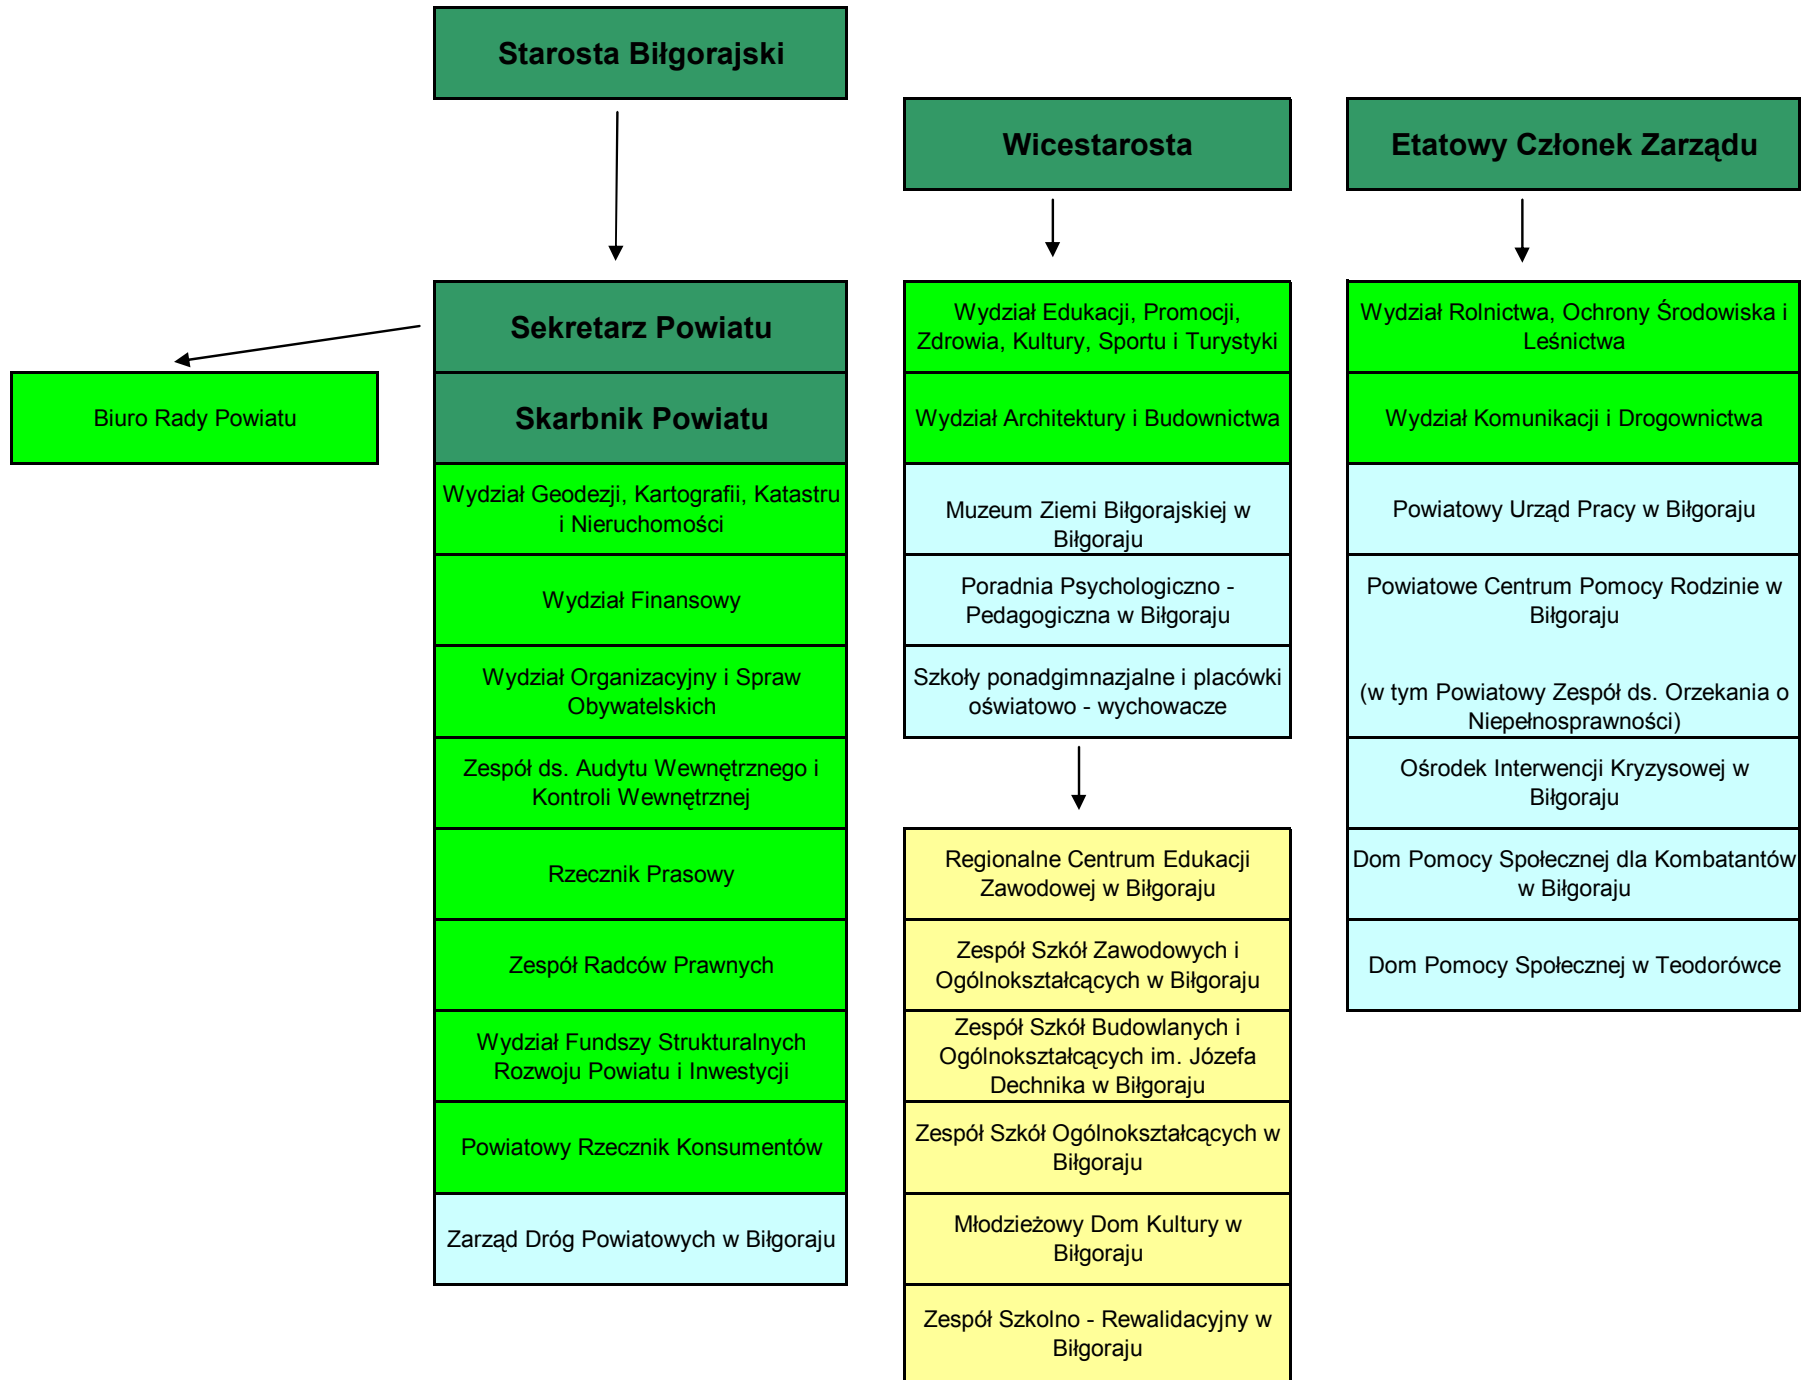 Starosta Biłgorajski
Wicestarosta
Etatowy Członek Zarządu
Sekretarz Powiatu
Skarbnik Powiatu
Biuro Rady Powiatu
Wydział Geodezji, Kartografii, Katastru
i Nieruchomości
Wydział Finansowy
Wydział Organizacyjny i Spraw
Obywatelskich
Zespół ds. Audytu Wewnętrznego i
Kontroli Wewnętrznej
Rzecznik Prasowy
Zespół Radców Prawnych
Wydział Fundszy Strukturalnych
Rozwoju Powiatu i Inwestycji
Powiatowy Rzecznik Konsumentów
Zarząd Dróg Powiatowych w Biłgoraju
Wydział Edukacji, Promocji,
Zdrowia, Kultury, Sportu i Turystyki
Wydział Architektury i Budownictwa
Muzeum Ziemi Biłgorajskiej w
Biłgoraju
Poradnia Psychologiczno -
Pedagogiczna w Biłgoraju
Szkoły ponadgimnazjalne i placówki
oświatowo - wychowacze
Regionalne Centrum Edukacji
Zawodowej w Biłgoraju
Zespół Szkół Zawodowych i
Ogólnokształcących w Biłgoraju
Zespół Szkół Budowlanych i
Ogólnokształcących im. Józefa
Dechnika w Biłgoraju
Zespół Szkół Ogólnokształcących w
Biłgoraju
Młodzieżowy Dom Kultury w
Biłgoraju
Zespół Szkolno - Rewalidacyjny w
Biłgoraju
Wydział Rolnictwa, Ochrony Środowiska i
Leśnictwa
Wydział Komunikacji i Drogownictwa
Powiatowy Urząd Pracy w Biłgoraju
Powiatowe Centrum Pomocy Rodzinie w
Biłgoraju
(w tym Powiatowy Zespół ds. Orzekania o
Niepełnosprawności)
Ośrodek Interwencji Kryzysowej w
Biłgoraju
Dom Pomocy Społecznej dla Kombatantów
w Biłgoraju
Dom Pomocy Społecznej w Teodorówce